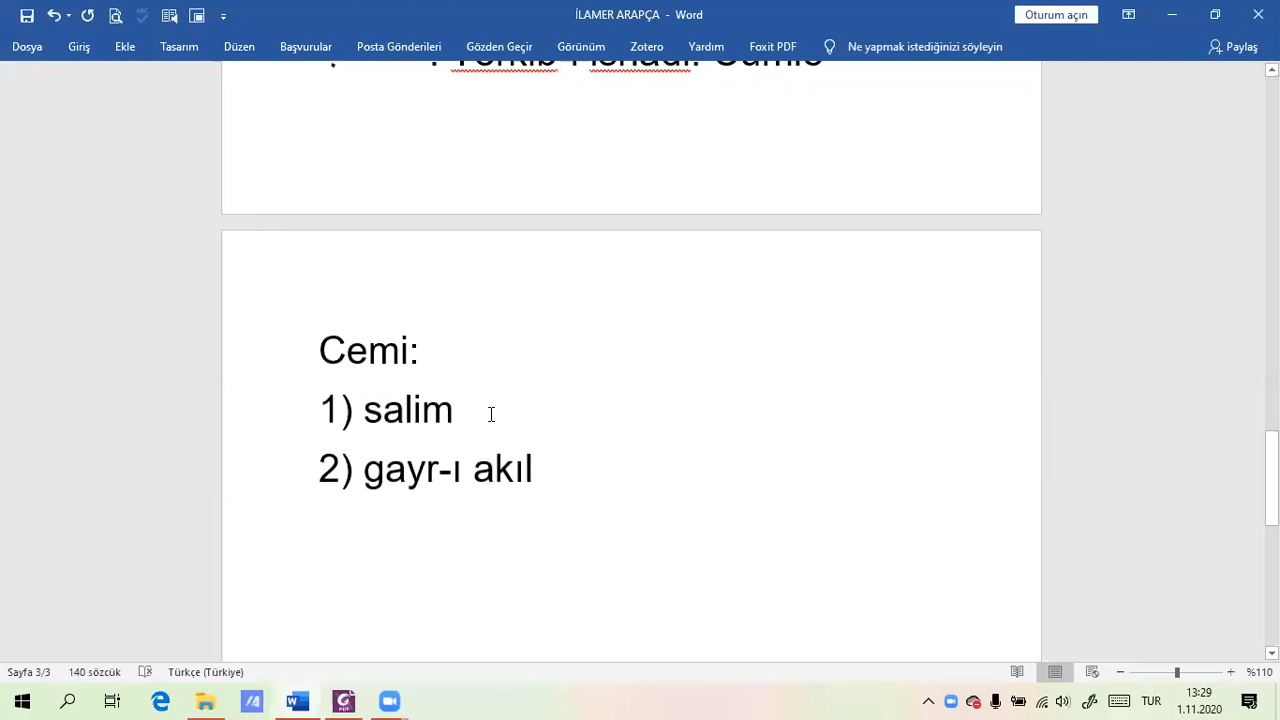 İLAMER ARAPÇA - Word
Oturum açın
Dosya Giriş Ekle Tasarım Düzen Başvurular Posta Gönderileri Gözden Geçir Görünüm Zotero Yardım Foxit PDF Ne yapmak istediğinizi söyleyin Paylaş
Cümle
Cemi:
1) salim
2) gayr-ı akıl
Sayfa 3/3 140 sözcük Türkçe (Türkiye) %110
TUR 13:29
1.11.2020